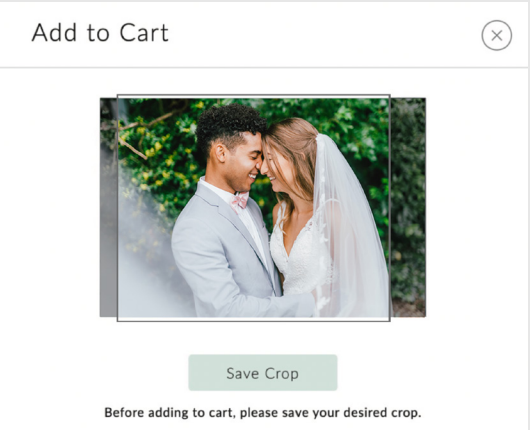 Add to Cart
Save Crop
Before adding to cart, please save your desired crop.